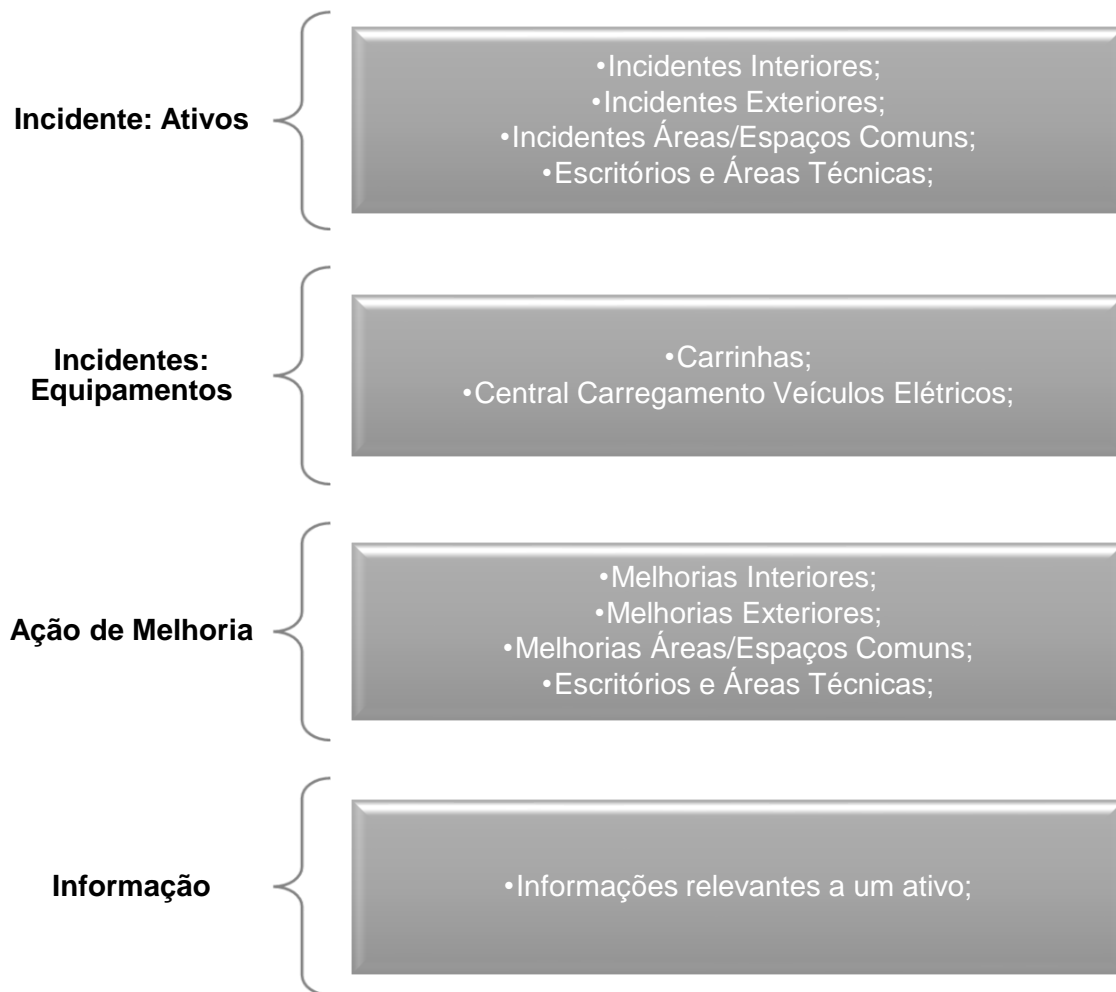 Incidente: Ativos
•Incidentes Interiores;
•Incidentes Exteriores;
•Incidentes Áreas/Espaços Comuns;
•Escritórios e Áreas Técnicas;
Incidentes:
Equipamentos
•Carrinhas;
•Central Carregamento Veículos Elétricos;
Ação de Melhoria
•Melhorias Interiores;
•Melhorias Exteriores;
•Melhorias Áreas/Espaços Comuns;
•Escritórios e Áreas Técnicas;
Informação
•Informações relevantes a um ativo;